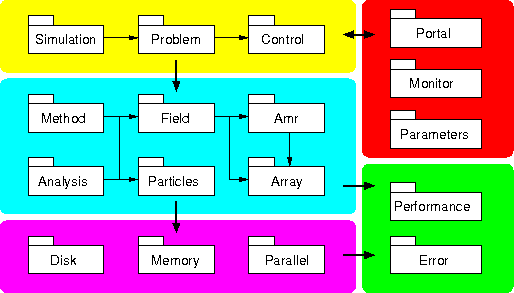 Simulation
Problem
Control
Portal
Monitor
Parameters
Method
Field
Amr
Analysis
Particles
Array
Performance
Disk
Memory
Parallel
Error